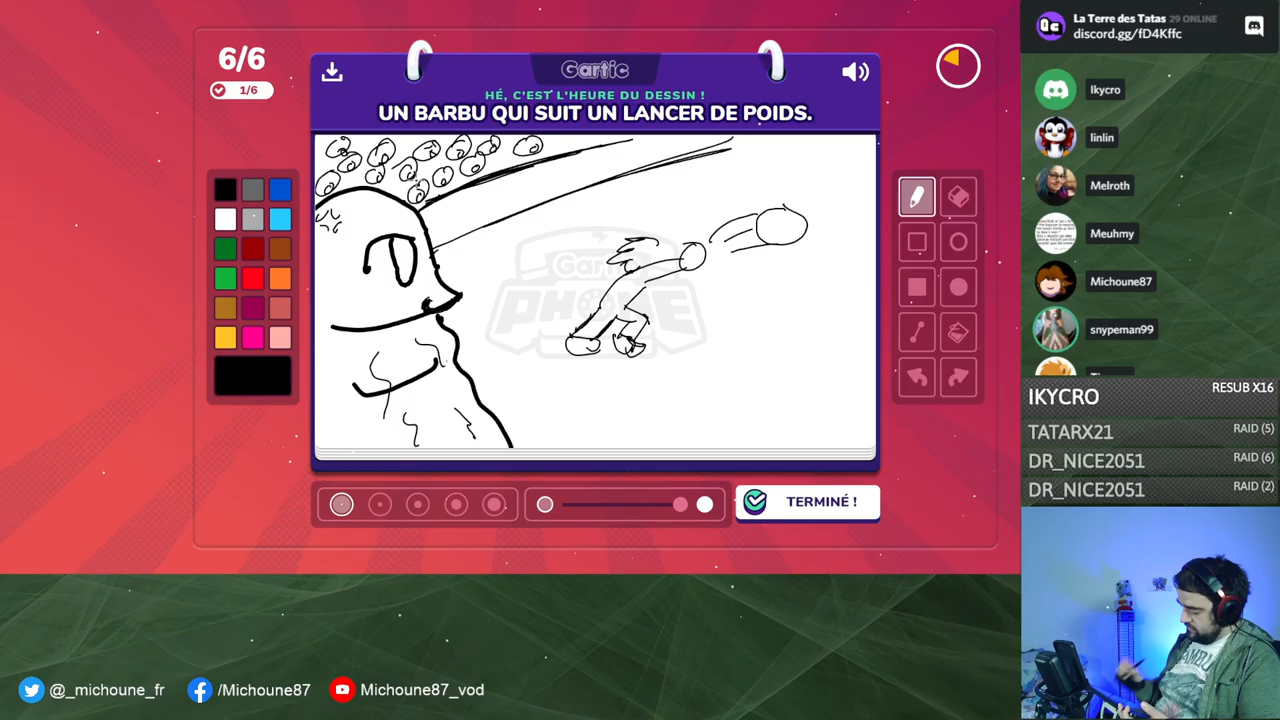 6/6
1/6
Gartic
HÉ, C'EST L'HEURE DU DESSIN !
UN BARBU QUI SUIT UN LANCER DE POIDS.
Gartic
PHONE
TERMINÉ !
La Terre des Tatas 29 ONLINE
discord.gg/fD4Kffc
Ikycro
linlin
Melroth
Meuhmy
Michoune87
snypeman99
IKYCRO RESUB X16
TATARX21 RAID (5)
DR_NICE2051 RAID (6)
DR_NICE2051 RAID (2)
@_michoune_fr /Michoune87 Michoune87_vod